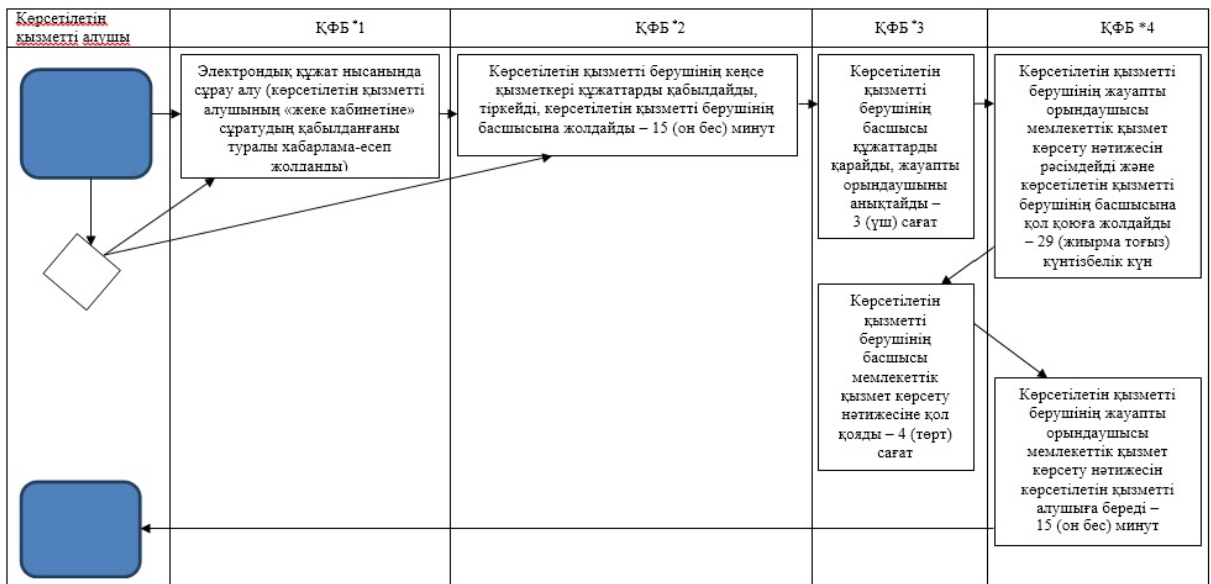 Көрсетілетін
қызметті алушы
ҚФБ *1
ҚФБ *2
ҚФБ *3
ҚФБ *4
Электрондық құжат нысанында
сұрау алу (көрсетілетін қызметті
алушының «жеке кабинетіне»
сұратудың қабылданғаны
туралы хабарлама-есеп
жолданды)
Көрсетілетін қызметті берушінің кеңсе
қызметкері құжаттарды қабылдайды,
тіркейді, көрсетілетін қызметті берушінің
басшысына жолдайды – 15 (он бес) минут
Көрсетілетін
қызметті
берушінің
басшысы
құжаттарды
қарайды, жауапты
орындаушыны
анықтайды –
3 (үш) сағат
Көрсетілетін қызметті
берушінің жауапты
орындаушысы
мемлекеттік қызмет
көрсету нәтижесін
рәсімдейді және
көрсетілетін қызметті
берушінің басшысына
қол қоюға жолдайды
– 29 (жиырма тоғыз)
күнтізбелік күн
Көрсетілетін
қызметті
берушінің
басшысы
мемлекеттік
қызмет көрсету
нәтижесіне қол
қояды – 4 (төрт)
сағат
Көрсетілетін қызметті
берушінің жауапты
орындаушысы
мемлекеттік қызмет
көрсету нәтижесін
көрсетілетін қызметті
алушыға береді –
15 (он бес) минут